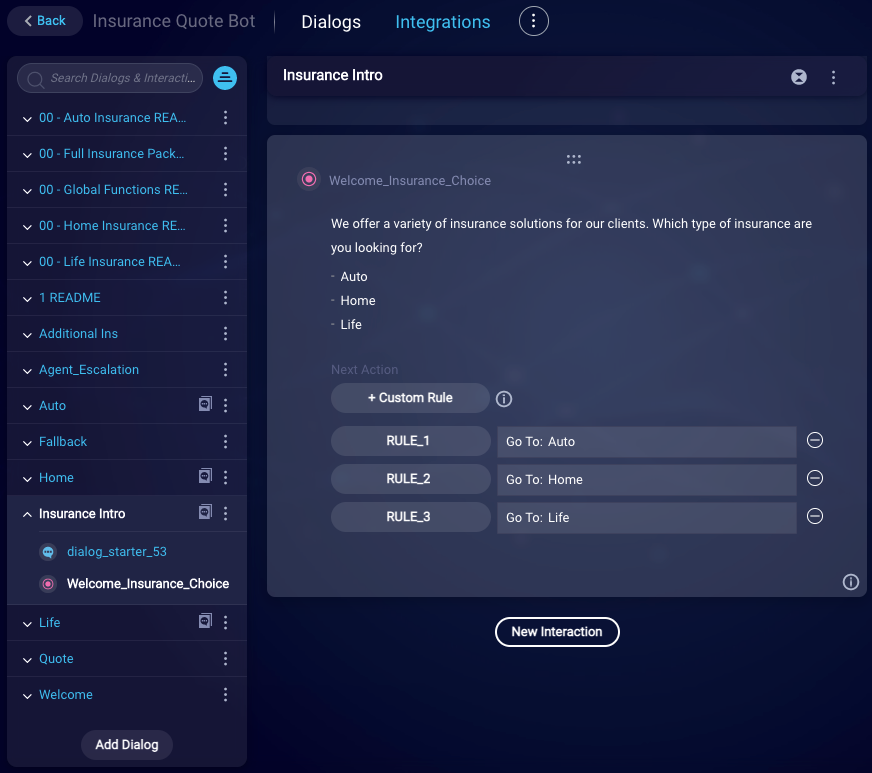 Back
Insurance Quote Bot
Dialogs
Integrations
Search Dialogs & Interacti...
00 - Auto Insurance REA...
00 - Full Insurance Pack...
00 - Global Functions RE...
00 - Home Insurance RE...
00 - Life Insurance REA...
1 README
Additional Ins
Agent_Escalation
Auto
Fallback
Home
Insurance Intro
dialog_starter_53
Welcome_Insurance_Choice
Life
Quote
Welcome
Add Dialog
Insurance Intro
Welcome_Insurance_Choice
We offer a variety of insurance solutions for our clients. Which type of insurance are
you looking for?
- Auto
- Home
- Life
Next Action
+ Custom Rule
RULE_1 Go To: Auto
RULE_2 Go To: Home
RULE_3 Go To: Life
New Interaction